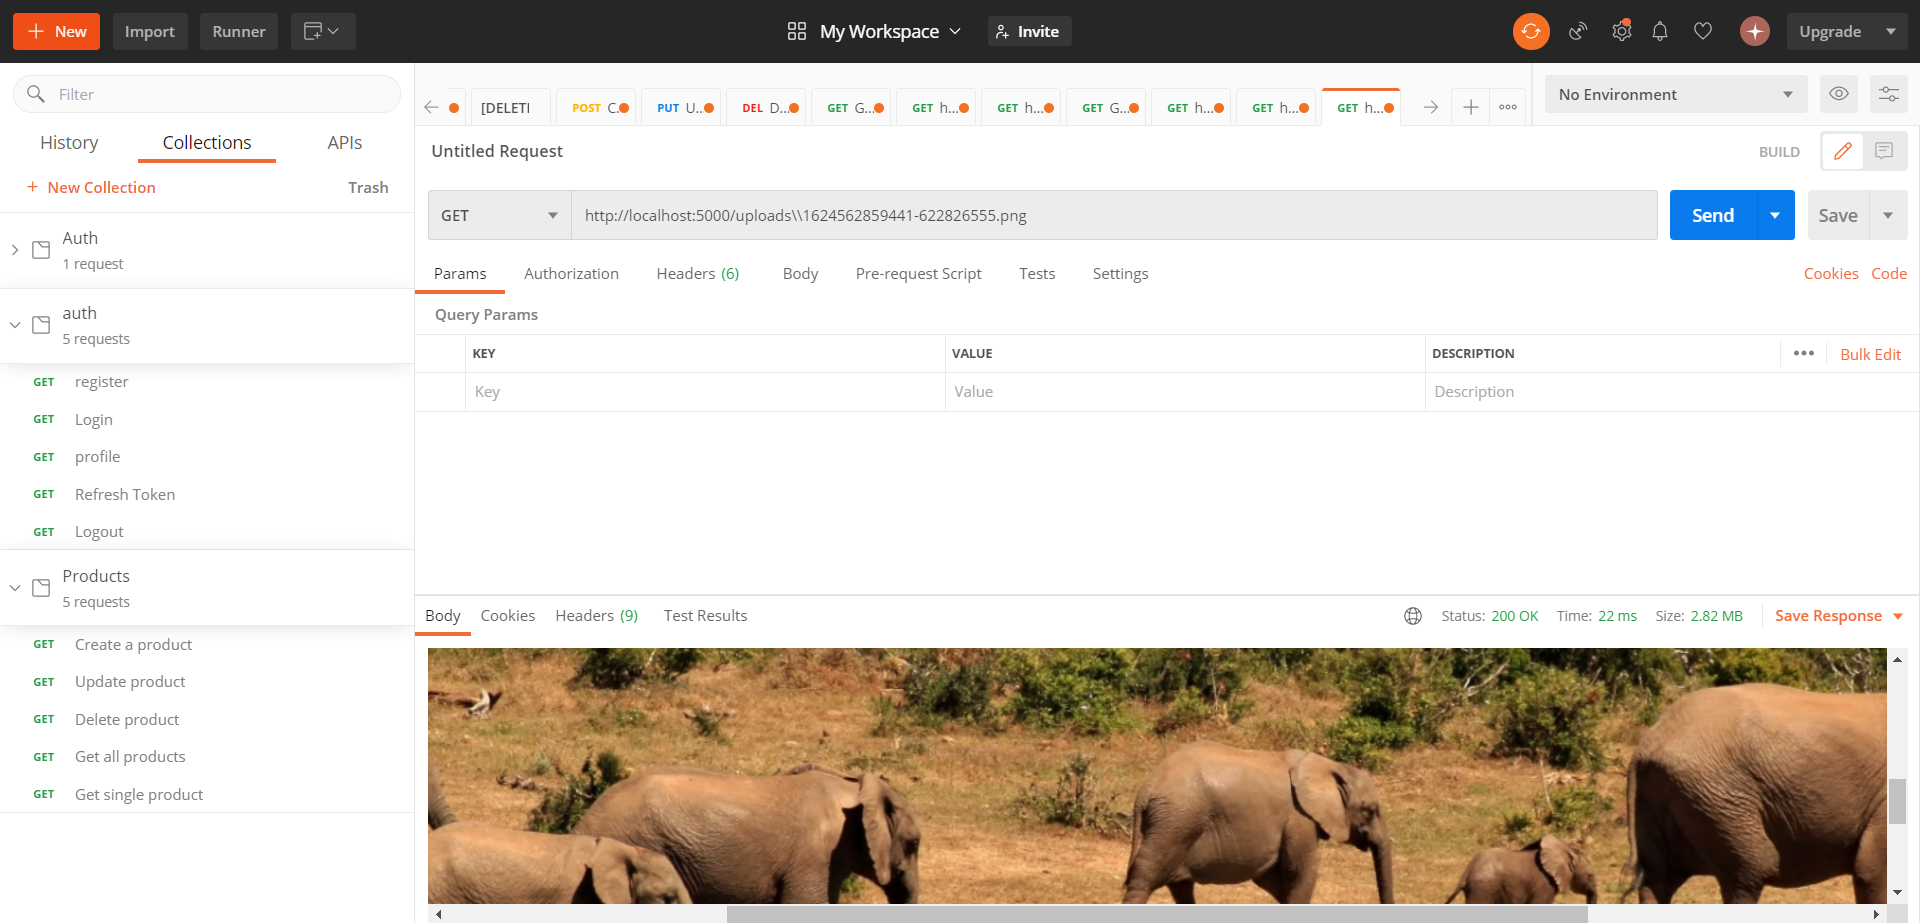 New
Import
Runner
My Workspace
Invite
Upgrade
Filter
History
Collections
APIs
+ New Collection
Trash
Auth
1 request
auth
5 requests
GET register
GET Login
GET profile
GET Refresh Token
GET Logout
Products
5 requests
GET Create a product
GET Update product
GET Delete product
GET Get all products
GET Get single product
[DELETI
POST C...
PUT U...
DEL D...
GET G...
GET h...
GET h...
GET G...
GET h...
GET h...
GET h...
No Environment
Untitled Request
BUILD
GET
http://localhost:5000/uploads\\1624562859441-622826555.png
Send
Save
Params
Authorization
Headers (6)
Body
Pre-request Script
Tests
Settings
Cookies
Code
Query Params
KEY
VALUE
DESCRIPTION
Bulk Edit
Key
Value
Description
Body
Cookies
Headers (9)
Test Results
Status: 200 OK
Time: 22 ms
Size: 2.82 MB
Save Response